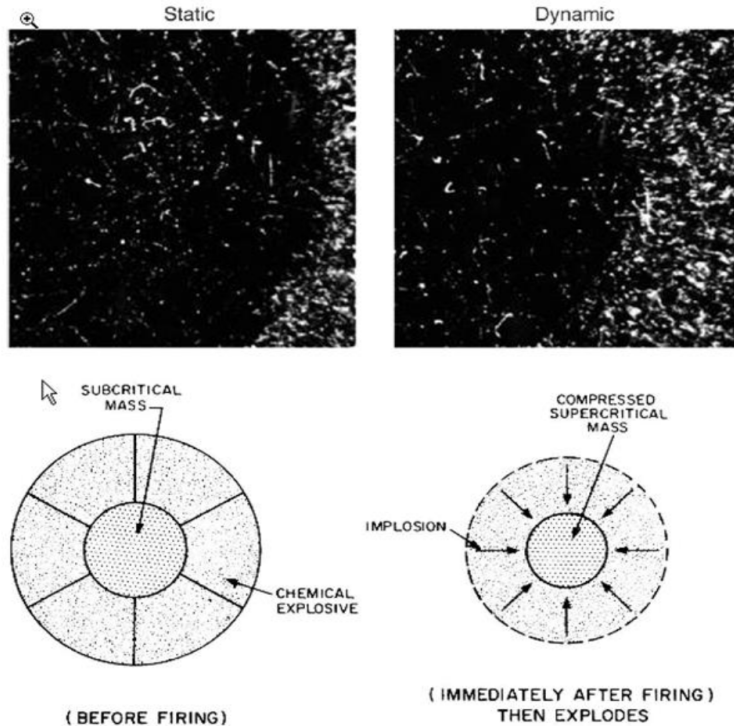 Static
Dynamic
SUBCRITICAL
MASS
CHEMICAL
EXPLOSIVE
(BEFORE FIRING)
COMPRESSED
SUPERCRITICAL
MASS
IMPLOSION
(IMMEDIATELY AFTER FIRING)
THEN EXPLODES